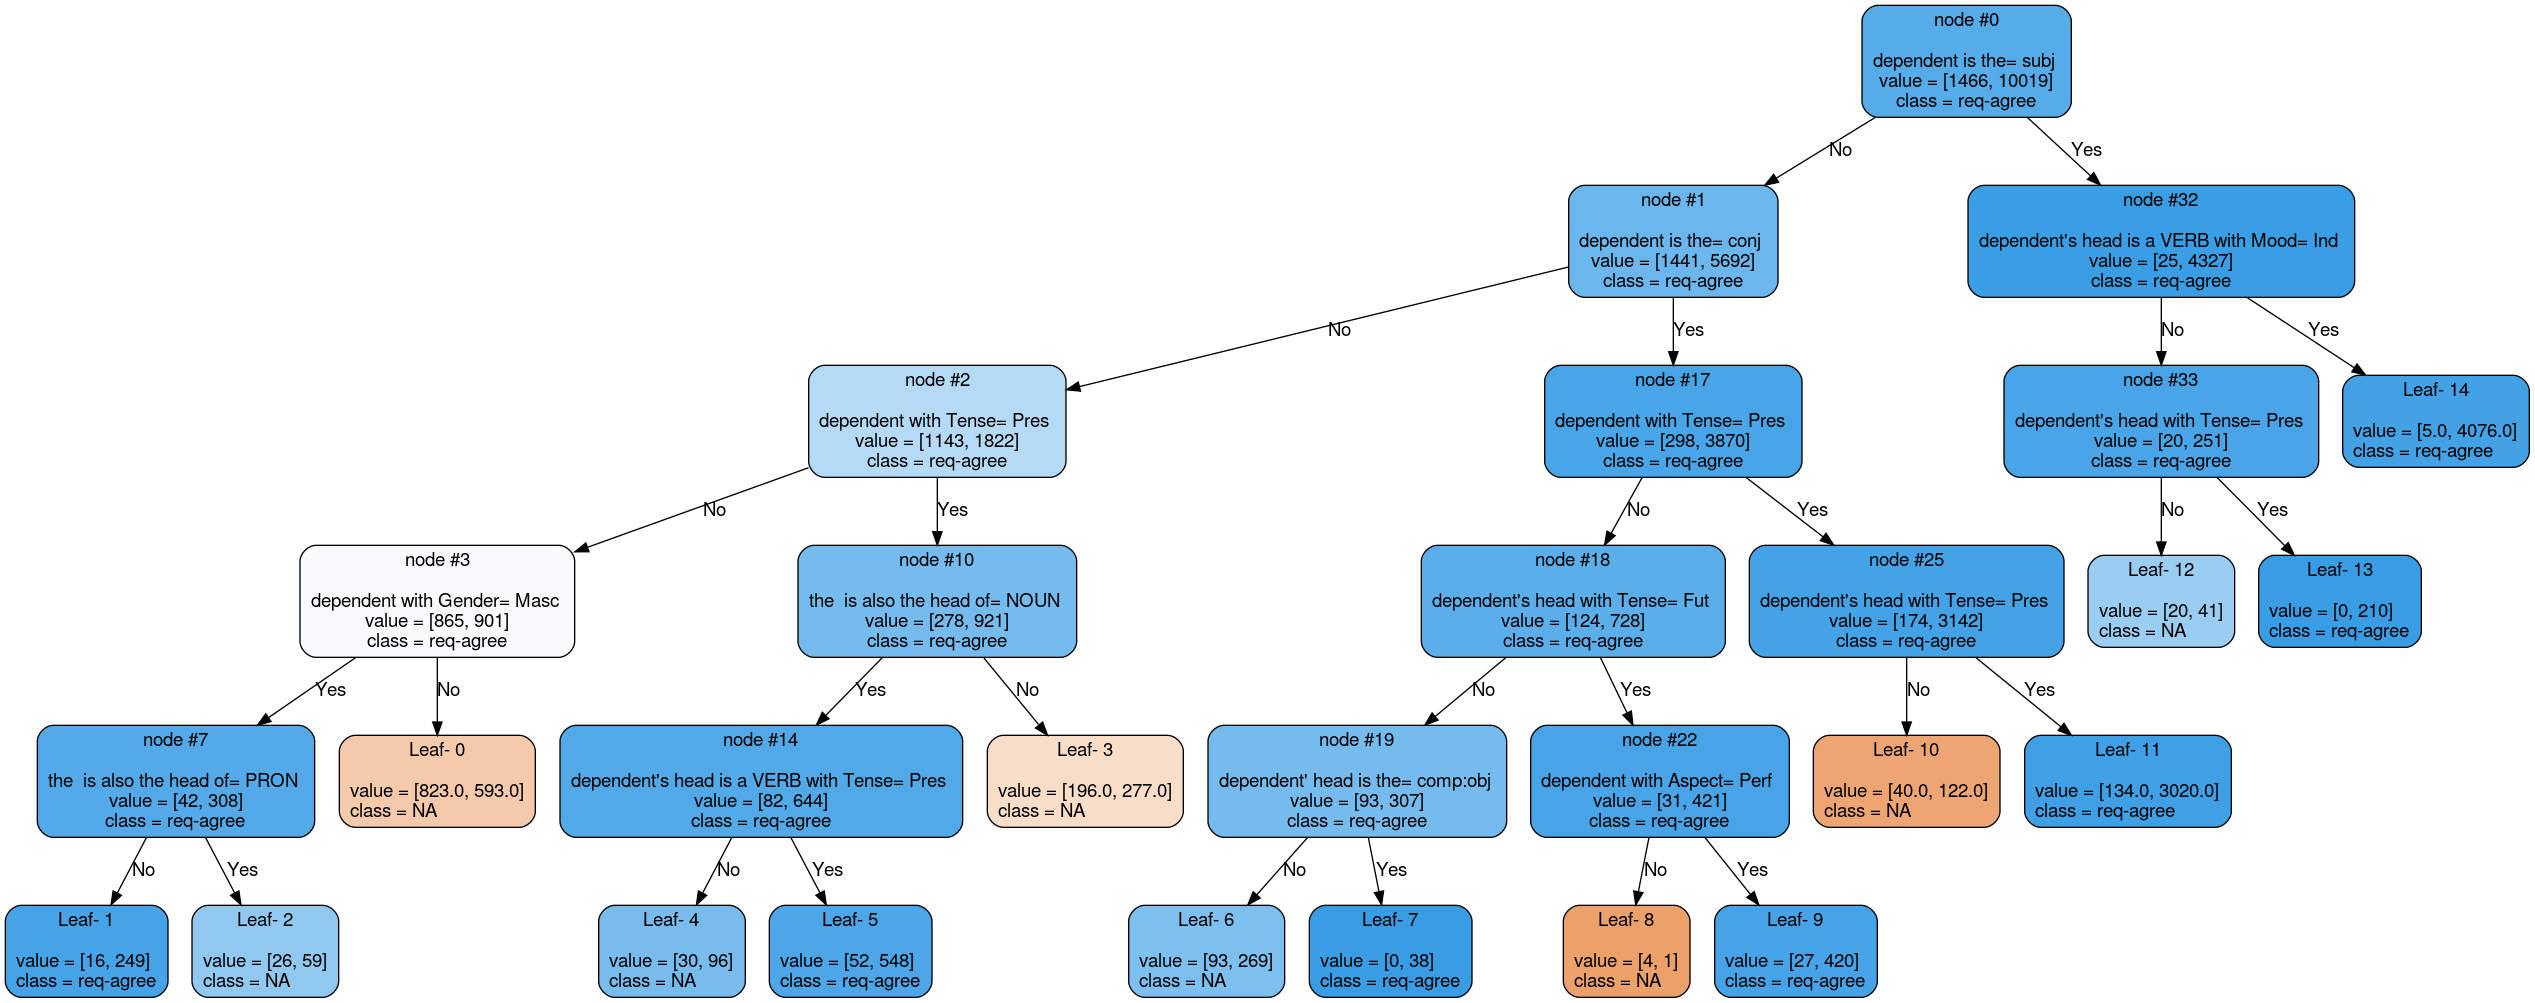 node #0
dependent is the= subj
value = [1466, 10019]
class = req-agree
No
Yes
node #1
dependent is the= conj
value = [1441, 5692]
class = req-agree
node #32
dependent's head is a VERB with Mood= Ind
value = [25, 4327]
class = req-agree
No
Yes
No
Yes
node #2
dependent with Tense= Pres
value = [1143, 1822]
class = req-agree
node #17
dependent with Tense= Pres
value = [298, 3870]
class = req-agree
node #33
dependent's head with Tense= Pres
value = [20, 251]
class = req-agree
Leaf- 14
value = [5.0, 4076.0]
class = req-agree
No
Yes
No
Yes
No
Yes
node #3
dependent with Gender= Masc
value = [865, 901]
class = req-agree
node #10
the  is also the head of= NOUN
value = [278, 921]
class = req-agree
node #18
dependent's head with Tense= Fut
value = [124, 728]
class = req-agree
node #25
dependent's head with Tense= Pres
value = [174, 3142]
class = req-agree
Leaf- 12
value = [20, 41]
class = NA
Leaf- 13
value = [0, 210]
class = req-agree
Yes
No
Yes
No
No
Yes
No
Yes
node #7
the  is also the head of= PRON
value = [42, 308]
class = req-agree
Leaf- 0
value = [823.0, 593.0]
class = NA
node #14
dependent's head is a VERB with Tense= Pres
value = [82, 644]
class = req-agree
Leaf- 3
value = [196.0, 277.0]
class = NA
node #19
dependent' head is the= comp:obj
value = [93, 307]
class = req-agree
node #22
dependent with Aspect= Perf
value = [31, 421]
class = req-agree
Leaf- 10
value = [40.0, 122.0]
class = NA
Leaf- 11
value = [134.0, 3020.0]
class = req-agree
No
Yes
No
Yes
No
Yes
No
Yes
Leaf- 1
value = [16, 249]
class = req-agree
Leaf- 2
value = [26, 59]
class = NA
Leaf- 4
value = [30, 96]
class = NA
Leaf- 5
value = [52, 548]
class = req-agree
Leaf- 6
value = [93, 269]
class = NA
Leaf- 7
value = [0, 38]
class = req-agree
Leaf- 8
value = [4, 1]
class = NA
Leaf- 9
value = [27, 420]
class = req-agree